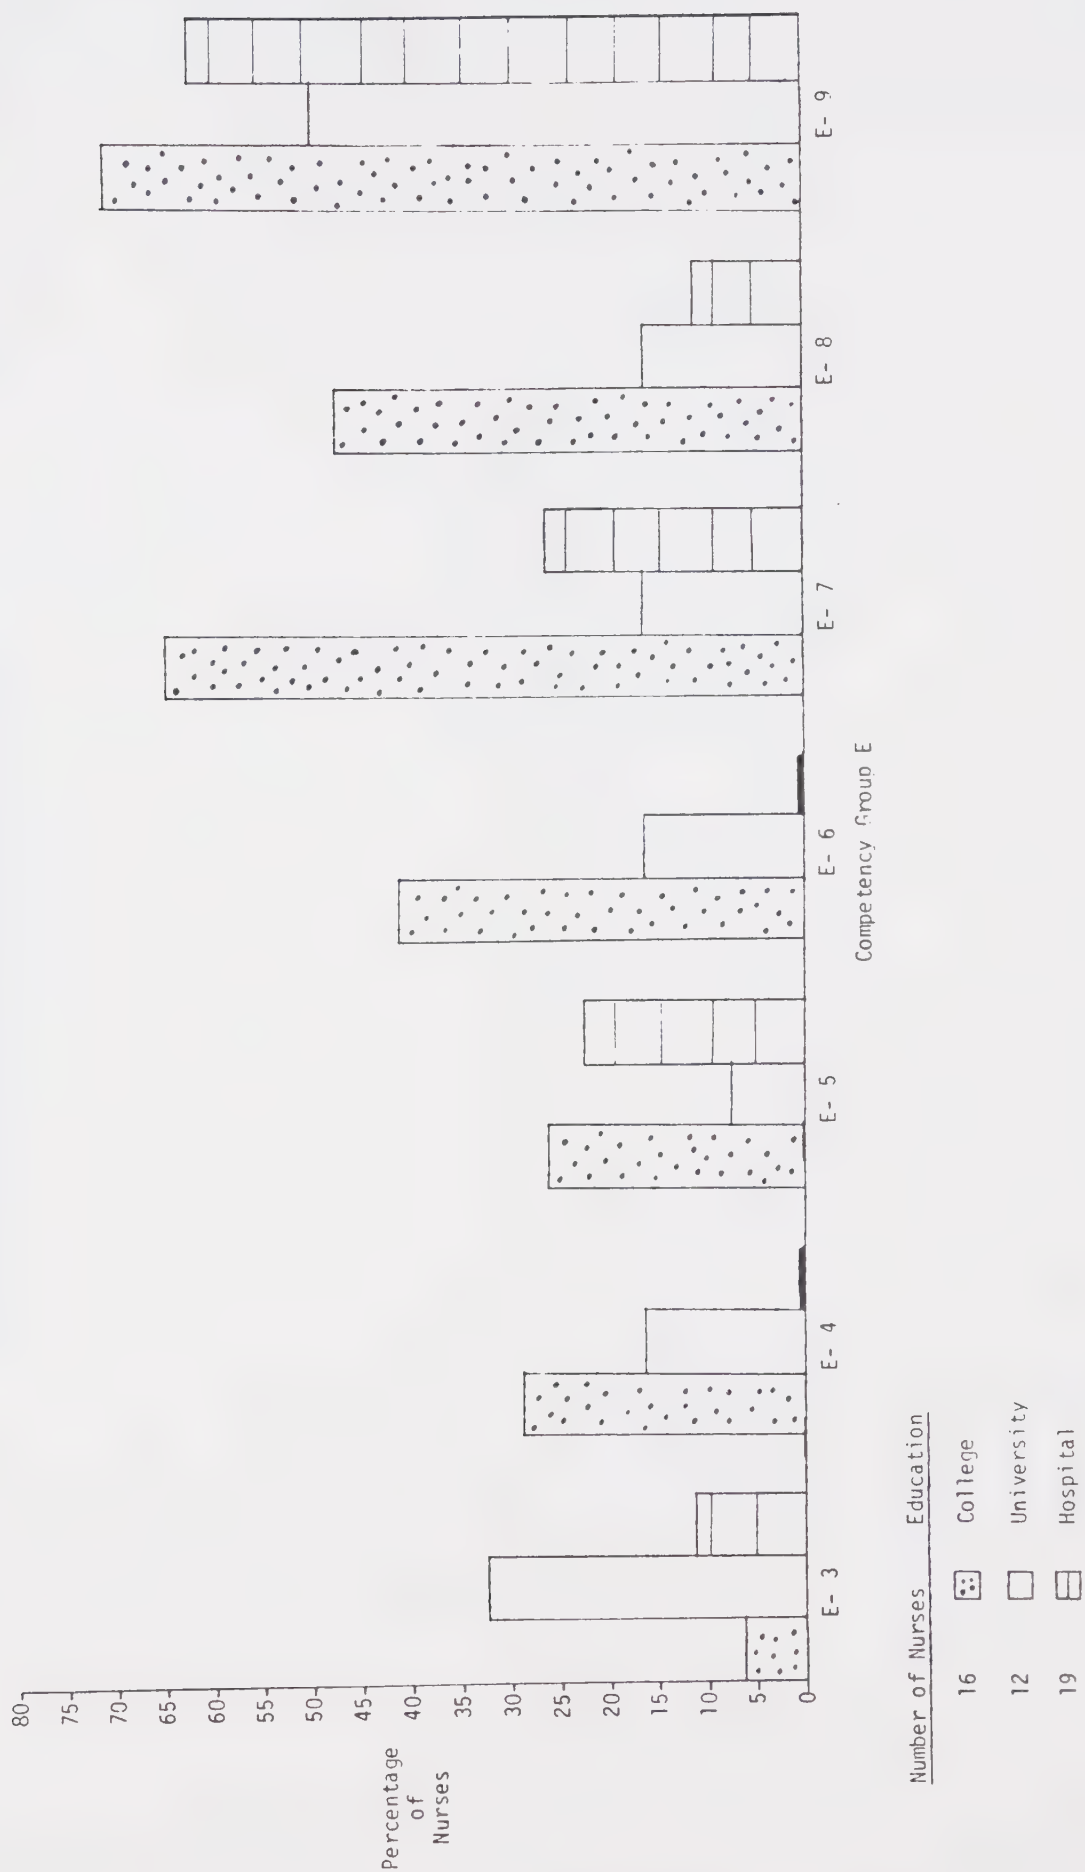 80
75
70
65
60
55
50
45
40
35
30
25
20
15
10
5
0
Percentage
of
Nurses
E- 3
E- 4
E- 5
E- 6
E- 7
E- 8
E- 9
Competency Group E
Number of Nurses Education
16 College
12 University
19 Hospital